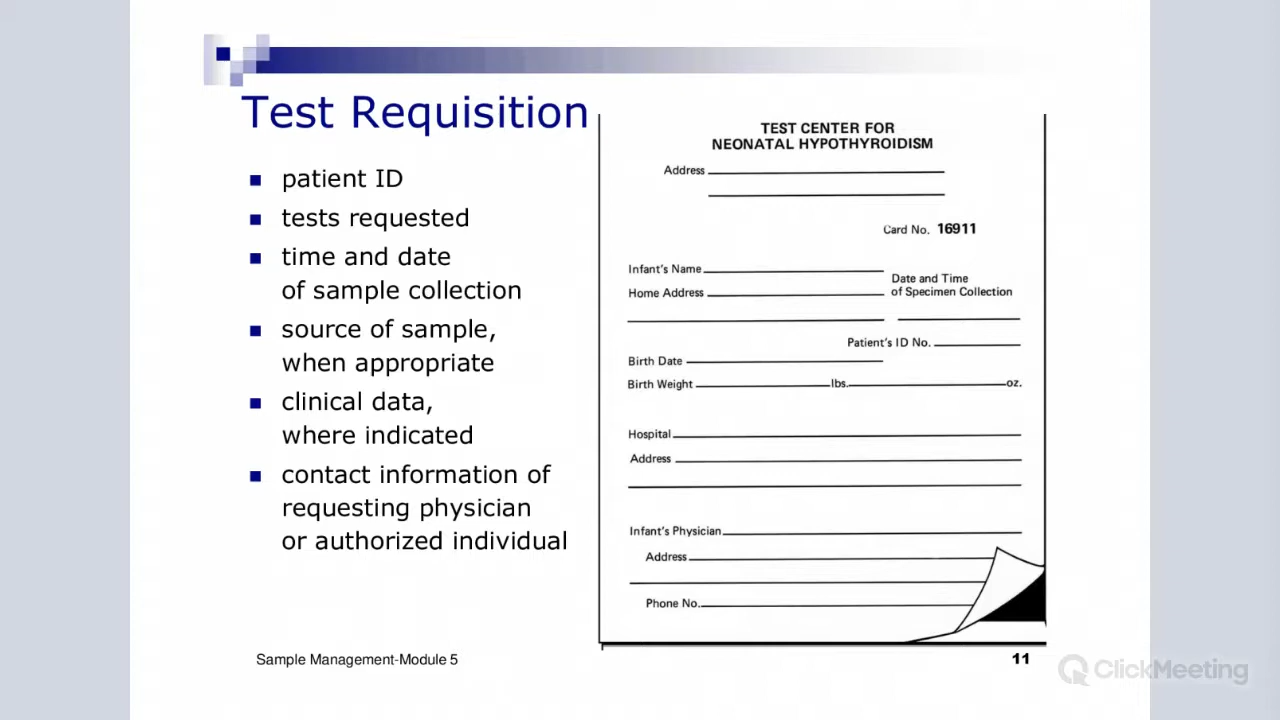 Test Requisition
patient ID
tests requested
time and date
of sample collection
source of sample,
when appropriate
clinical data,
where indicated
contact information of
requesting physician
or authorized individual
TEST CENTER FOR
NEONATAL HYPOTHYROIDISM
Address
Card No. 16911
Infant's Name
Home Address
Date and Time
of Specimen Collection
Patient's ID No.
Birth Date
Birth Weight lbs. oz.
Hospital
Address
Infant's Physician
Address
Phone No.
Sample Management-Module 5
11
ClickMeeting